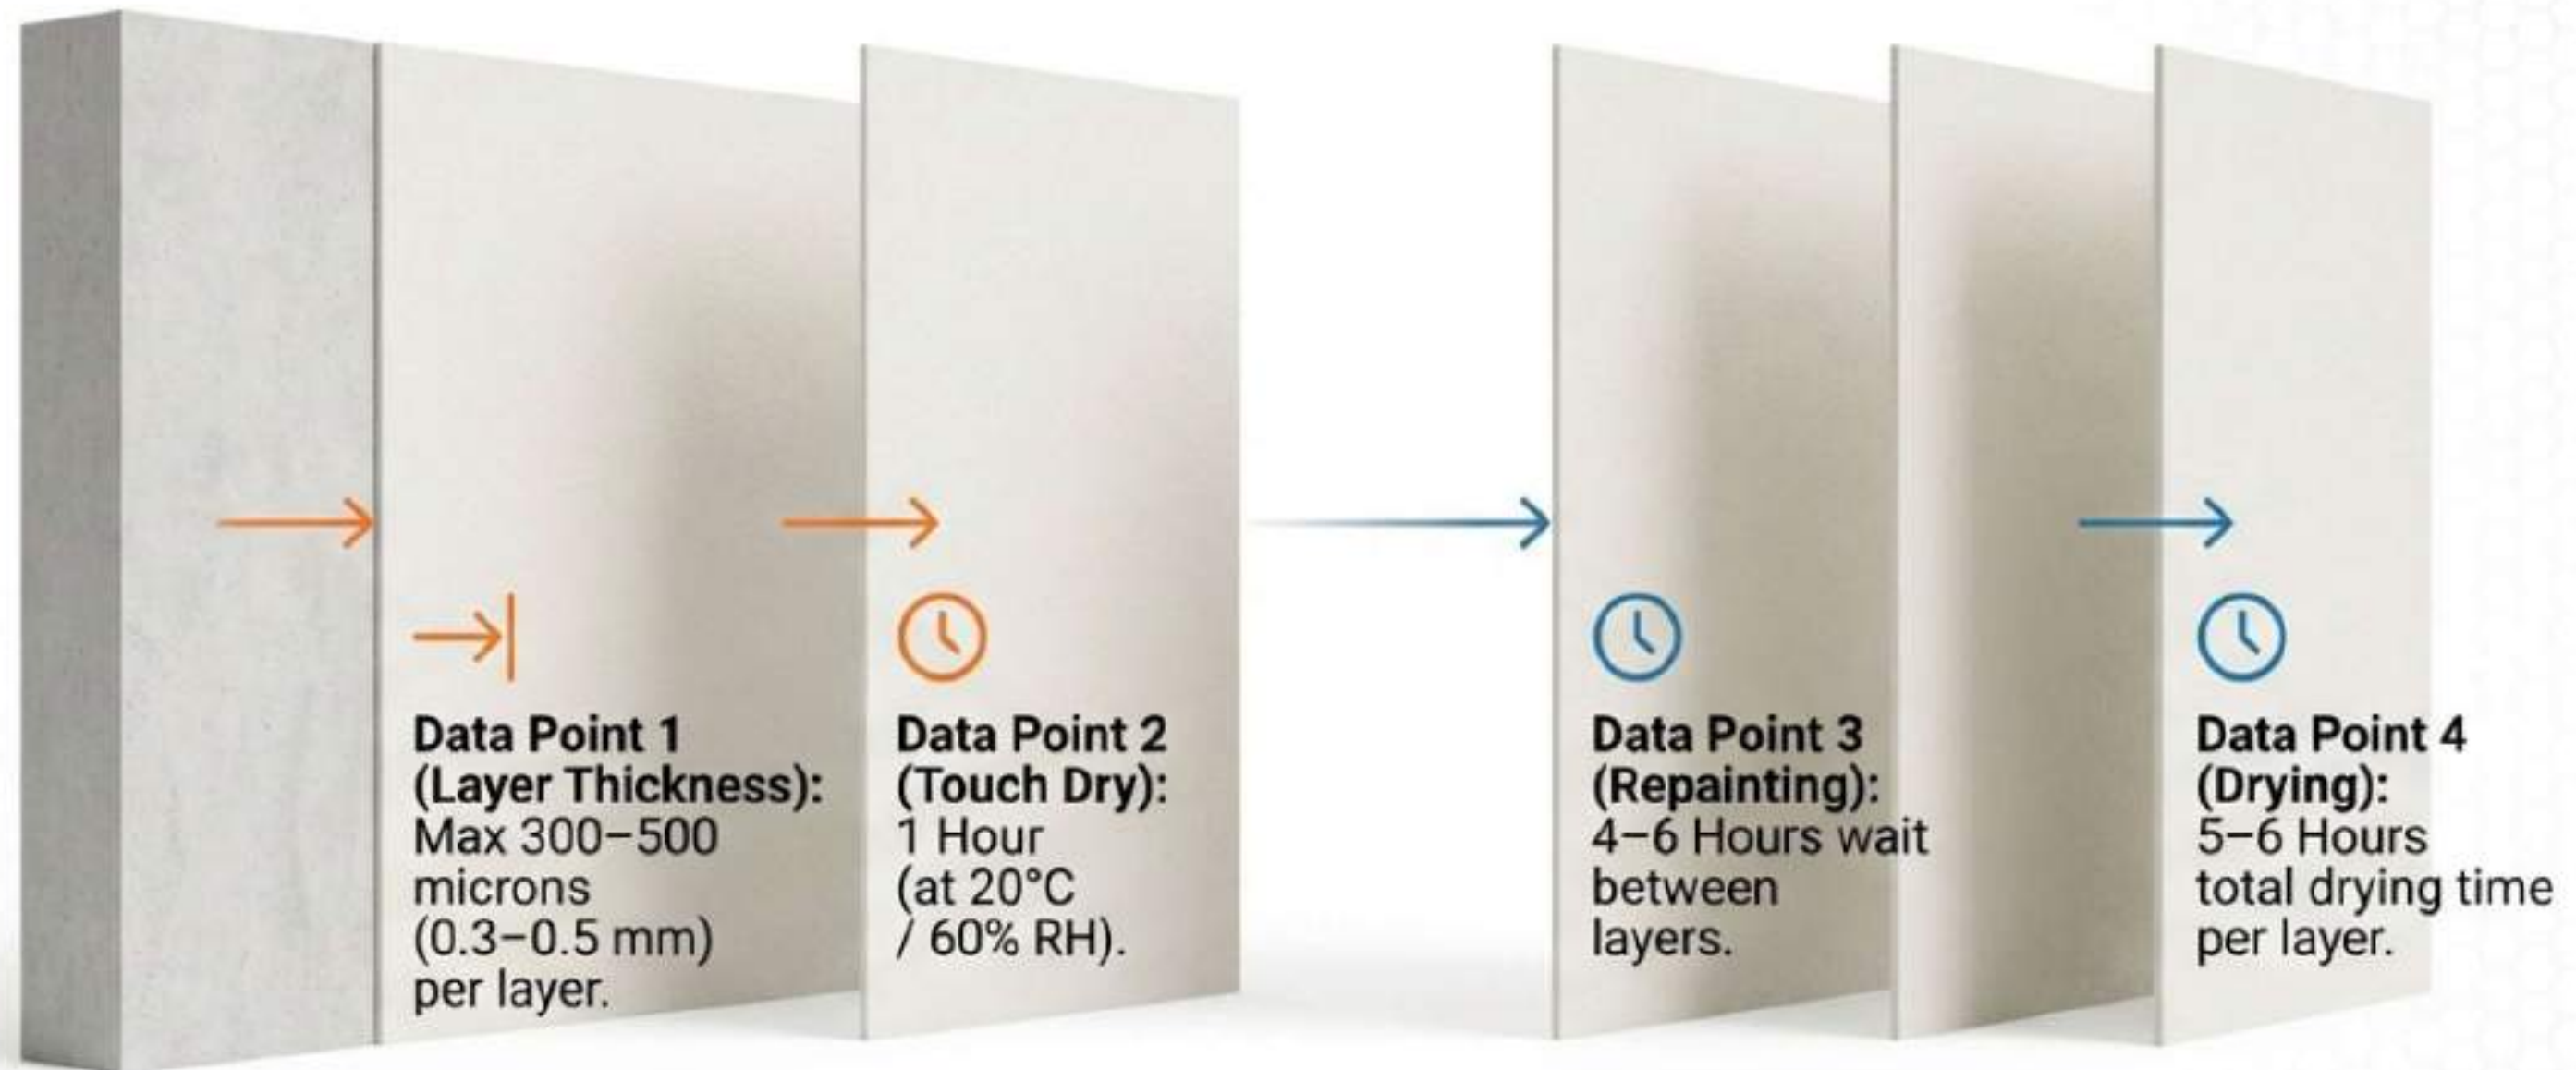 Data Point 1
(Layer Thickness):
Max 300–500
microns
(0.3–0.5 mm)
per layer.
Data Point 2
(Touch Dry):
1 Hour
(at 20°C
/ 60% RH).
Data Point 3
(Repainting):
4–6 Hours wait
between
layers.
Data Point 4
(Drying):
5–6 Hours
total drying time
per layer.